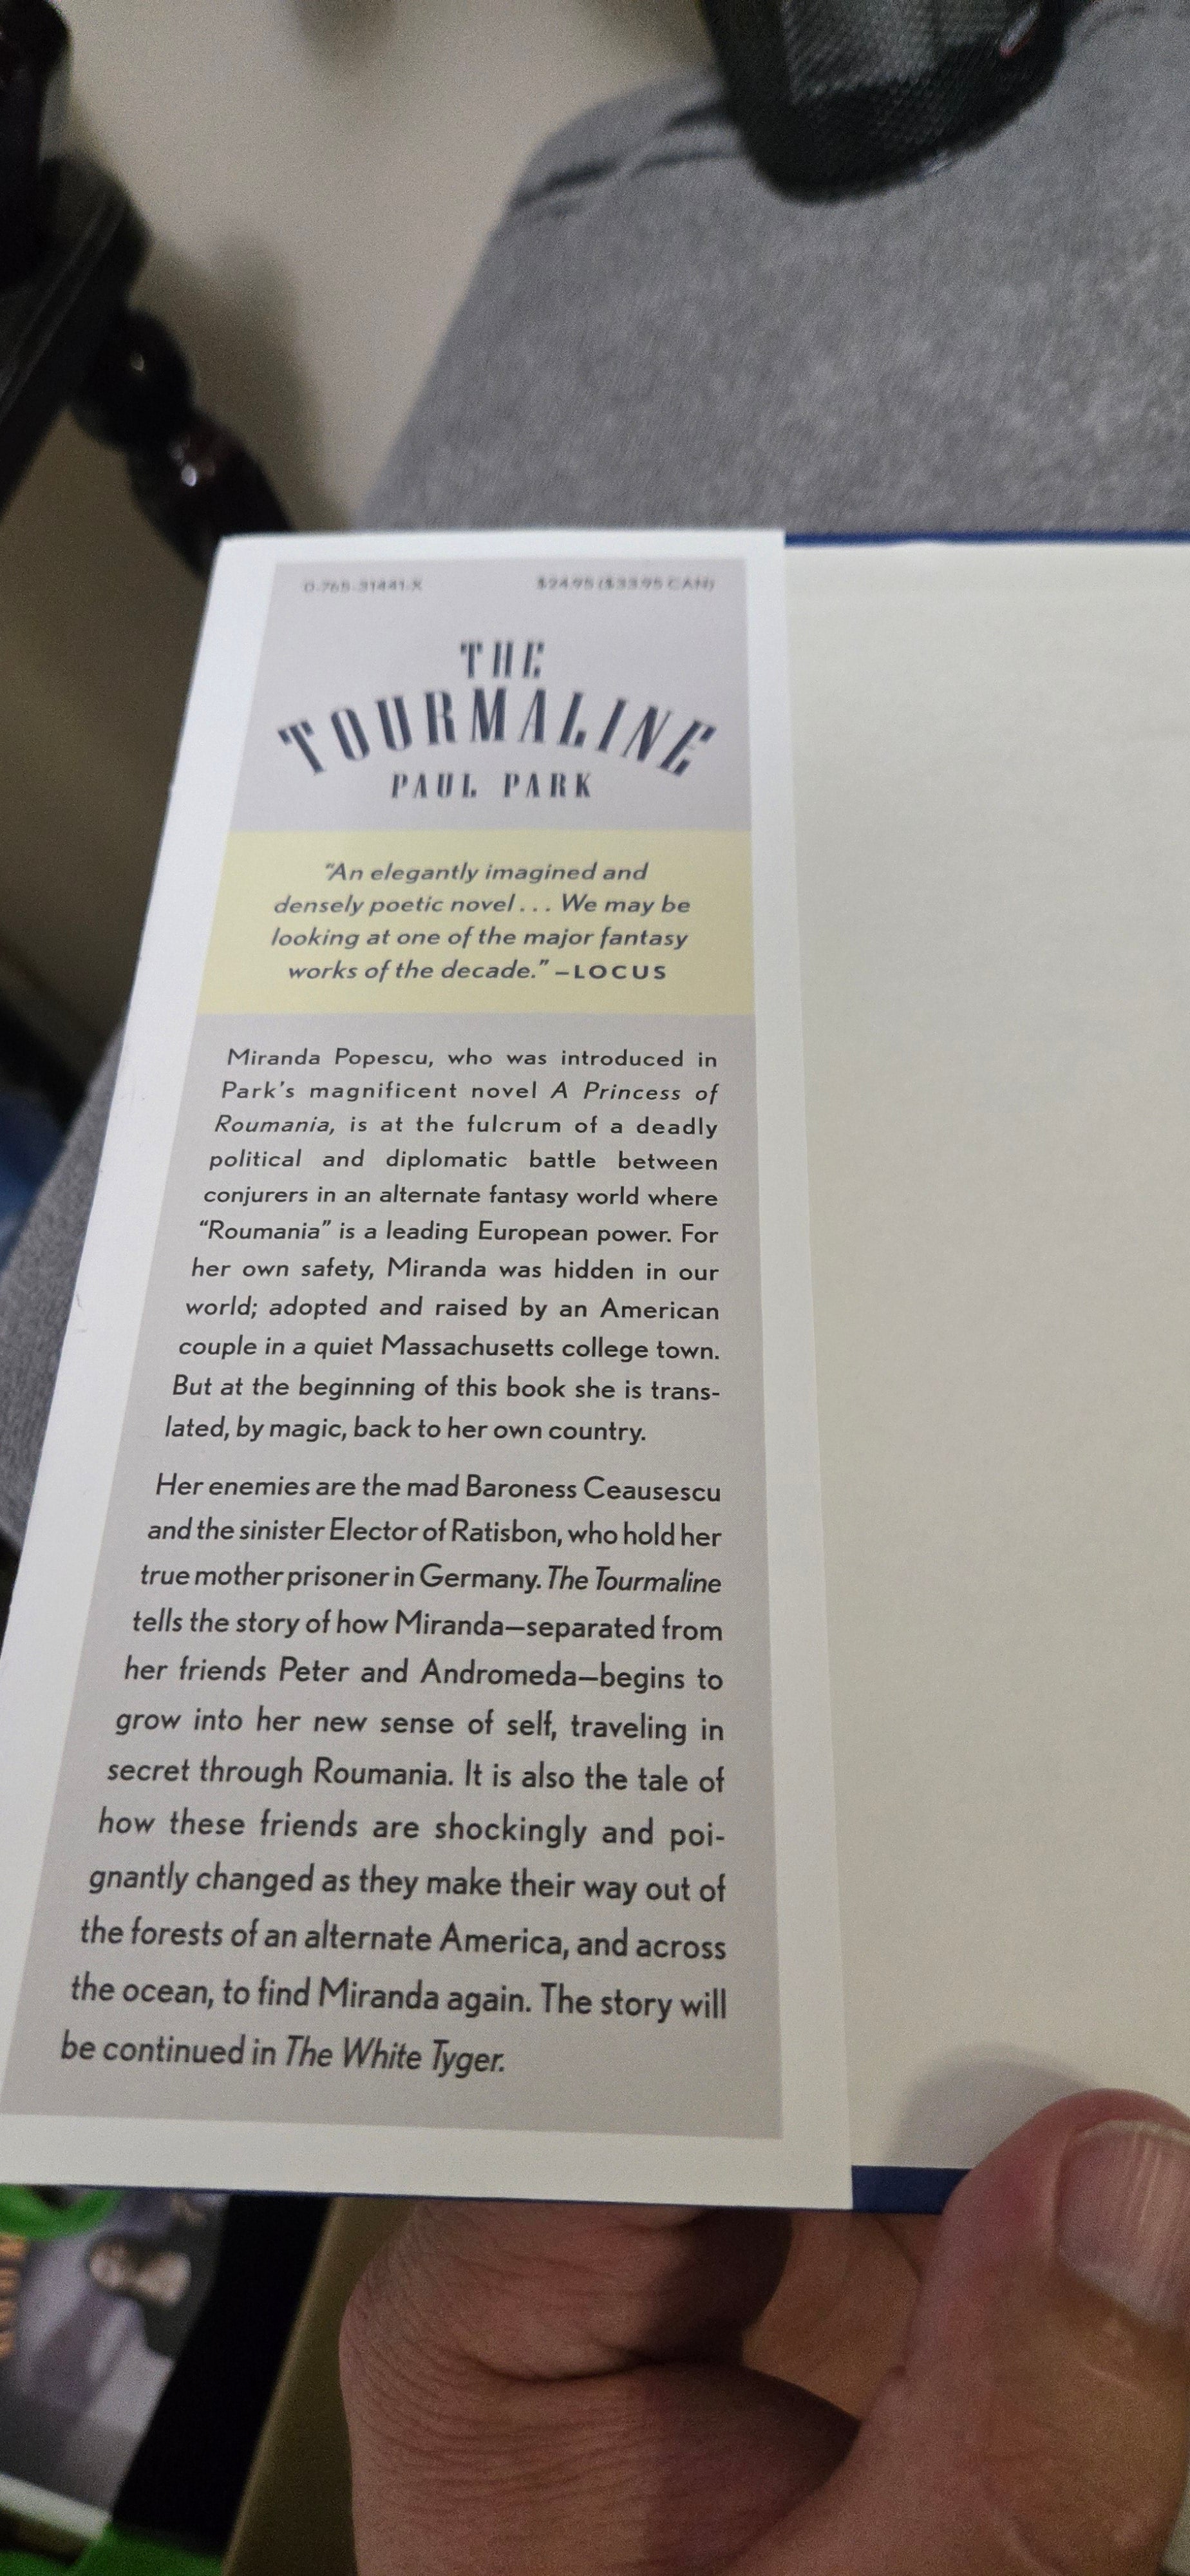 0-765-31441-X $24.95 ($33.95 CAN)
THE
TOURMALINE
PAUL PARK
"An elegantly imagined and
densely poetic novel... We may be
looking at one of the major fantasy
works of the decade." –LOCUS
Miranda Popescu, who was introduced in
Park's magnificent novel A Princess of
Roumania, is at the fulcrum of a deadly
political and diplomatic battle between
conjurers in an alternate fantasy world where
"Roumania" is a leading European power. For
her own safety, Miranda was hidden in our
world; adopted and raised by an American
couple in a quiet Massachusetts college town.
But at the beginning of this book she is trans-
lated, by magic, back to her own country.
Her enemies are the mad Baroness Ceausescu
and the sinister Elector of Ratisbon, who hold her
true mother prisoner in Germany. The Tourmaline
tells the story of how Miranda—separated from
her friends Peter and Andromeda—begins to
grow into her new sense of self, traveling in
secret through Roumania. It is also the tale of
how these friends are shockingly and poi-
gnantly changed as they make their way out of
the forests of an alternate America, and across
the ocean, to find Miranda again. The story will
be continued in The White Tyger.